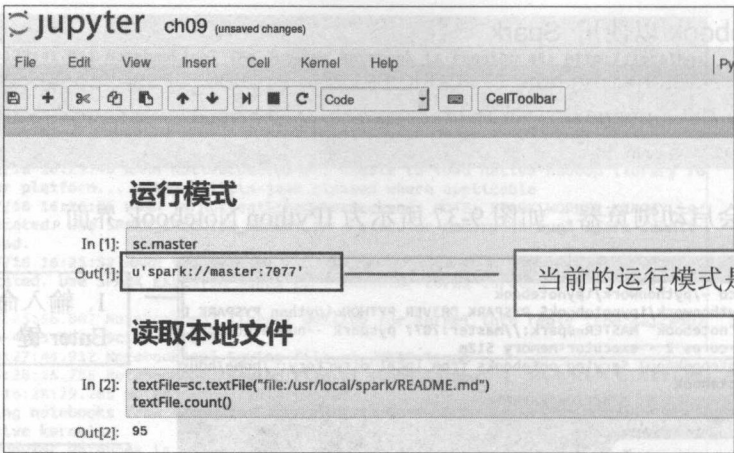 jupyter ch09 (unsaved changes)
File Edit View Insert Cell Kernel Help Py
Code CellToolbar
运行模式
In [1]: sc.master
Out[1]: u'spark://master:7077'
当前的运行模式是
读取本地文件
In [2]: textFile=sc.textFile("file:/usr/local/spark/README.md")
textFile.count()
Out[2]: 95